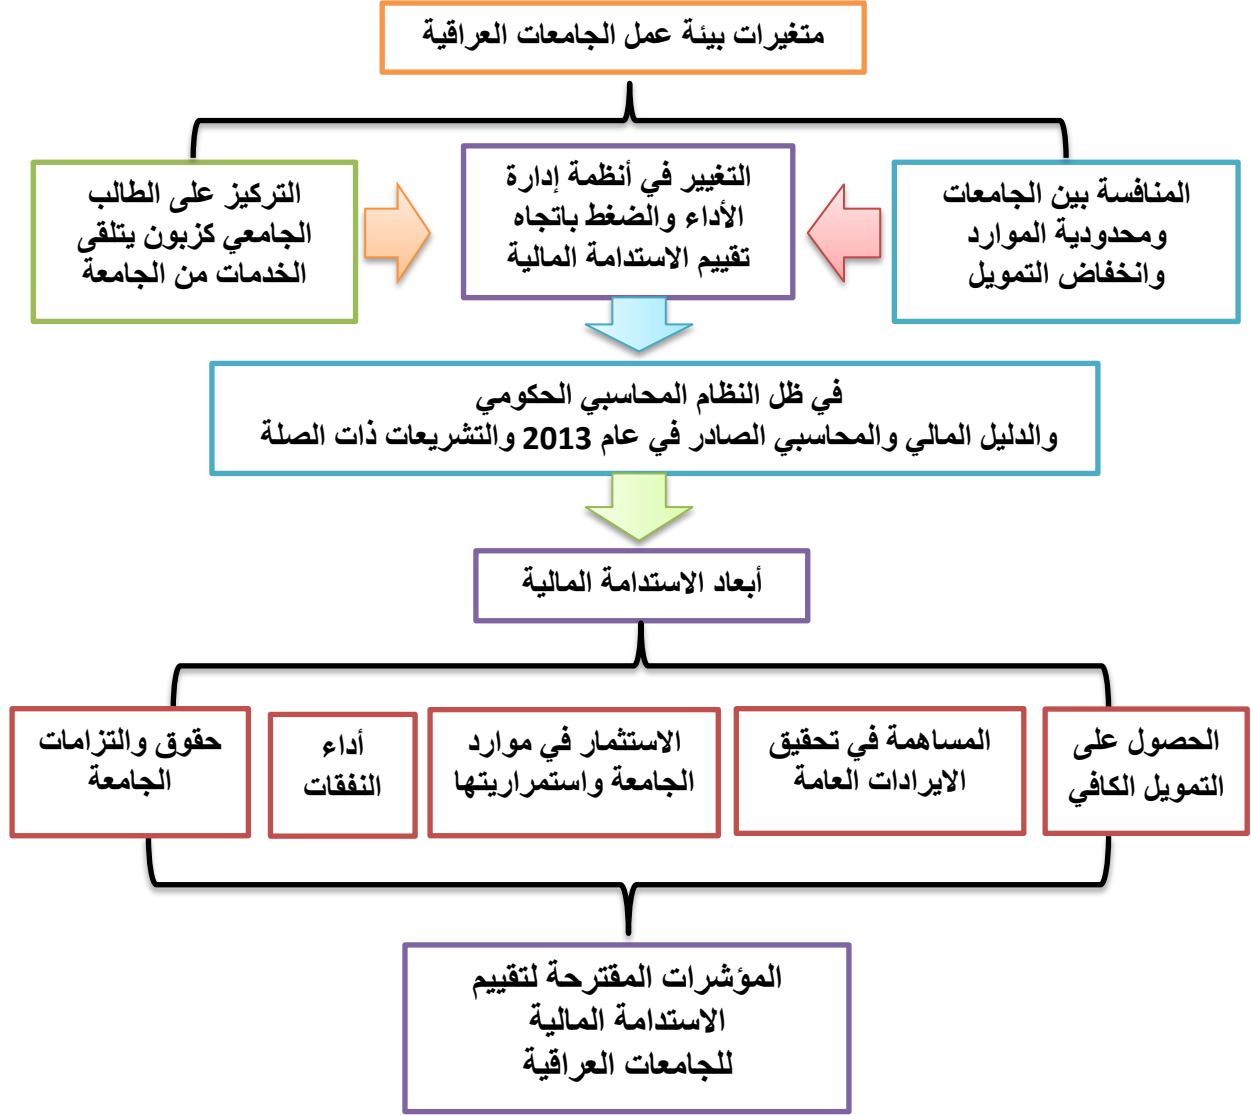 متغيرات بيئة عمل الجامعات العراقية
المنافسة بين الجامعات
ومحدودية الموارد
وانخفاض التمويل
التغيير في أنظمة إدارة
الأداء والضغط باتجاه
تقييم الاستدامة المالية
التركيز على الطالب
الجامعي كزبون يتلقى
الخدمات من الجامعة
في ظل النظام المحاسبي الحكومي
والدليل المالي والمحاسبي الصادر في عام 2013 والتشريعات ذات الصلة
أبعاد الاستدامة المالية
الحصول على
التمويل الكافي
المساهمة في تحقيق
الايرادات العامة
الاستثمار في موارد
الجامعة واستمراريتها
أداء
النفقات
حقوق والتزامات
الجامعة
المؤشرات المقترحة لتقييم
الاستدامة المالية
للجامعات العراقية